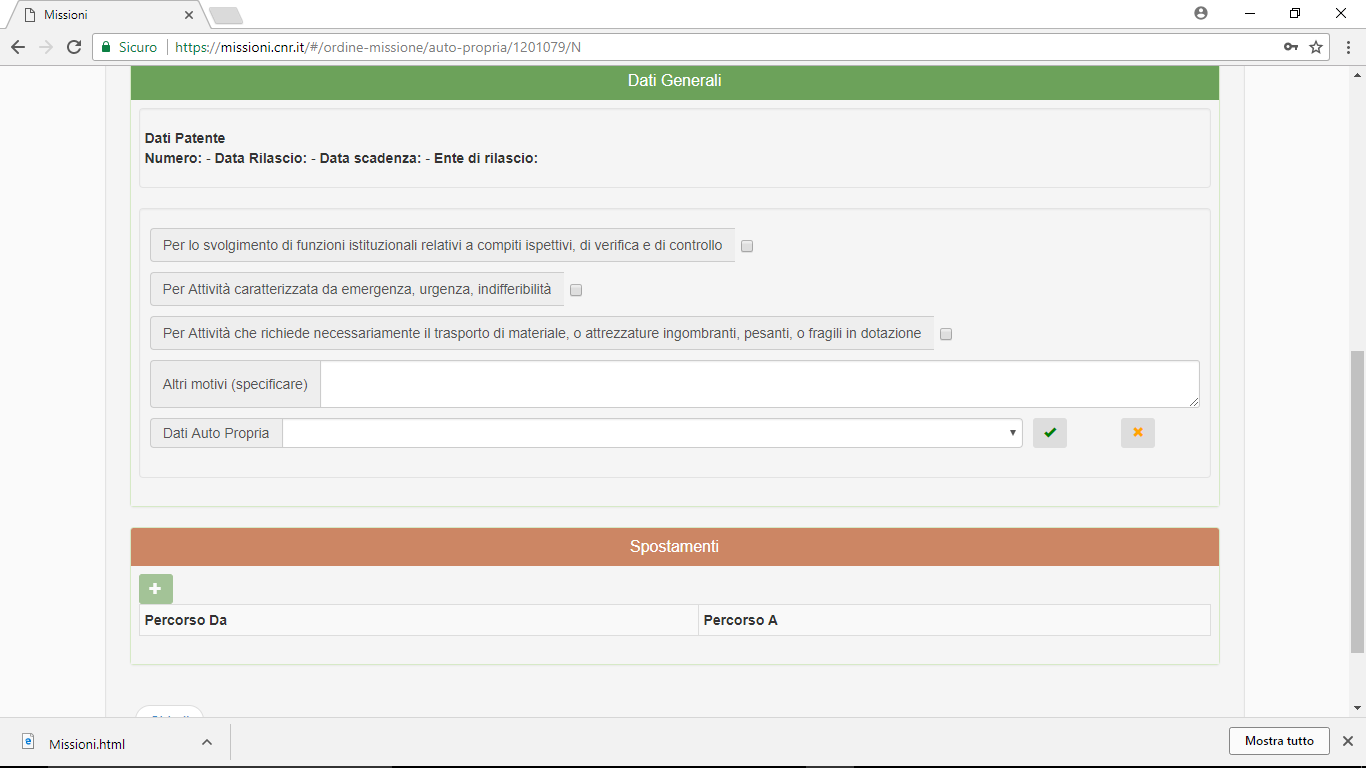 Missioni
Sicuro
https://missioni.cnr.it/#/ordine-missione/auto-propria/1201079/N
Dati Generali
Dati Patente
Numero: - Data Rilascio: - Data scadenza: - Ente di rilascio:
Per lo svolgimento di funzioni istituzionali relativi a compiti ispettivi, di verifica e di controllo
Per Attività caratterizzata da emergenza, urgenza, indifferibilità
Per Attività che richiede necessariamente il trasporto di materiale, o attrezzature ingombranti, pesanti, o fragili in dotazione
Altri motivi (specificare)
Dati Auto Propria
Spostamenti
Percorso Da
Percorso A
Missioni.html
Mostra tutto